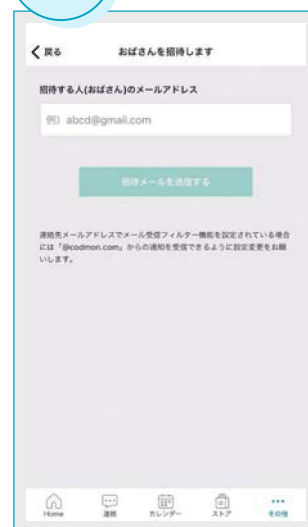 戻る
おばさんを招待します
招待する人(おばさん)のメールアドレス
例) abcd@gmail.com
招待メールを送信する
連絡先メールアドレスでメール受信フィルター機能を設定されている場合
には「@codmon.com」からの通知を受信できるように設定変更をお願
いします。
Home
連絡
カレンダー
ストア
その他